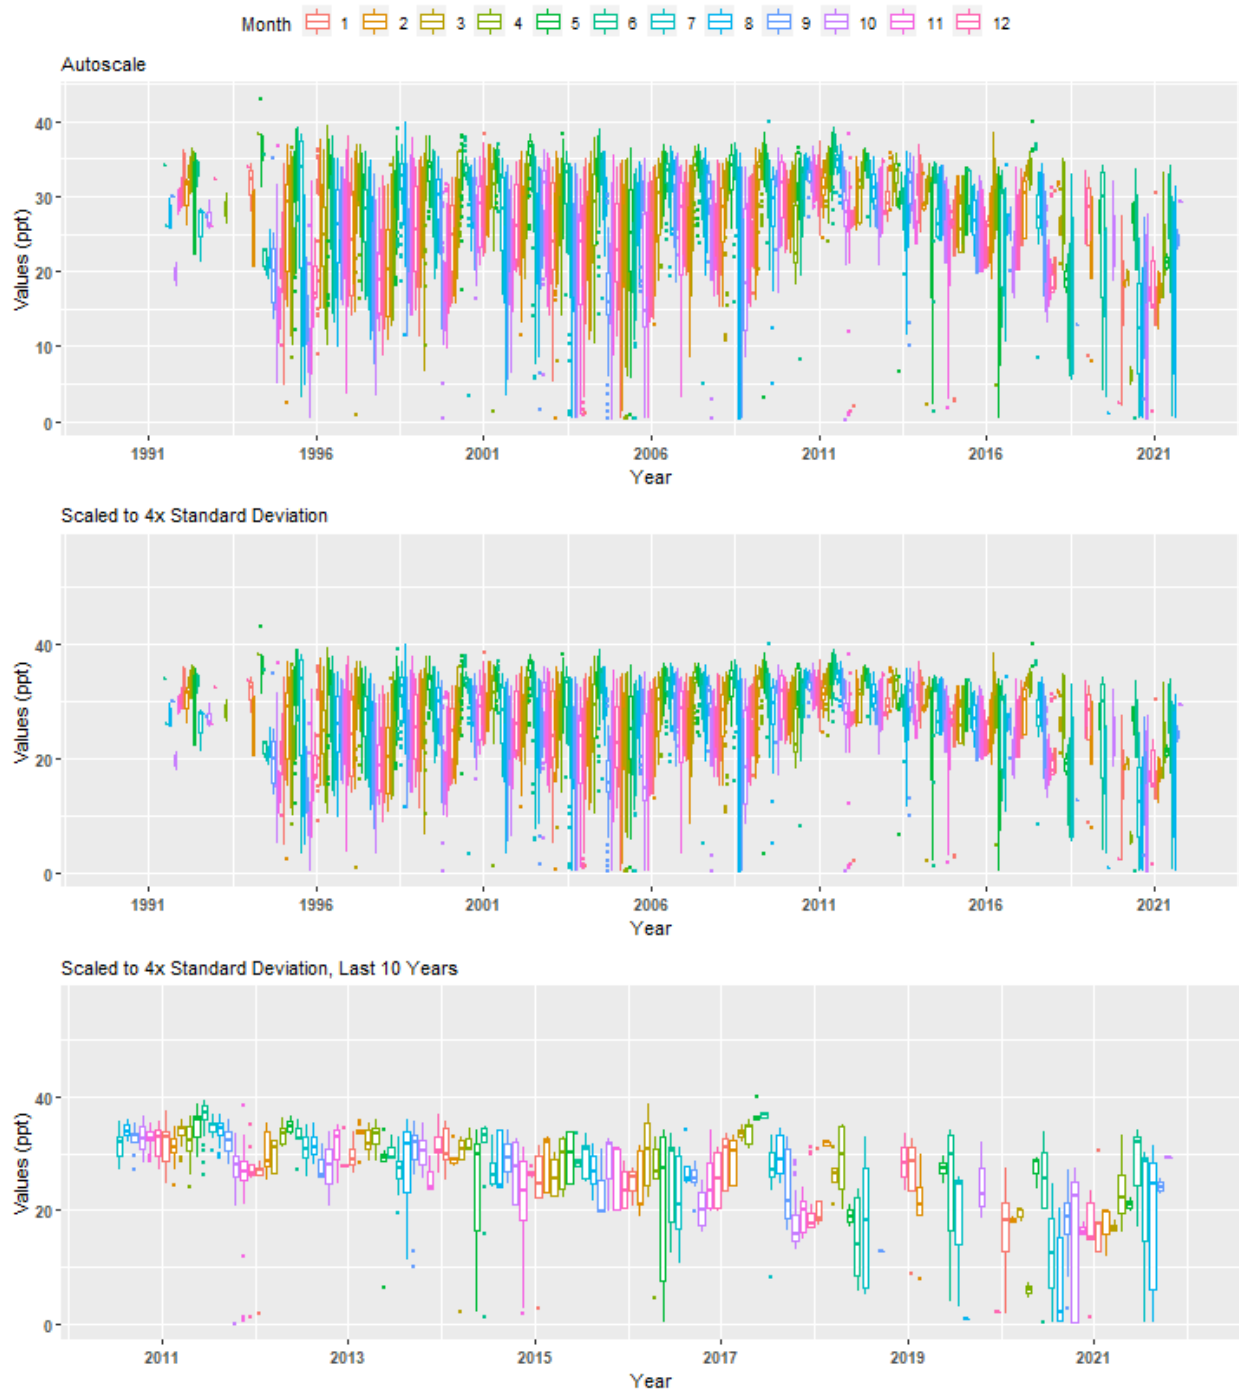 Month 1 2 3 4 5 6 7 8 9 10 11 12
Autoscale
Values (ppt)
40
30
20
10
0
1991 1996 2001 2006 2011 2016 2021
Year
Scaled to 4x Standard Deviation
Values (ppt)
40
20
0
1991 1996 2001 2006 2011 2016 2021
Year
Scaled to 4x Standard Deviation, Last 10 Years
Values (ppt)
40
20
0
2011 2013 2015 2017 2019 2021
Year